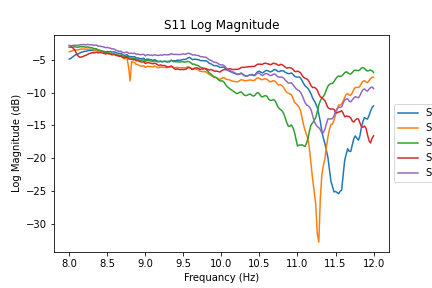 S11 Log Magnitude
Log Magnitude (dB)
−5
−10
−15
−20
−25
−30
8.0 8.5 9.0 9.5 10.0 10.5 11.0 11.5 12.0
Frequancy (Hz)
S
S
S
S
S